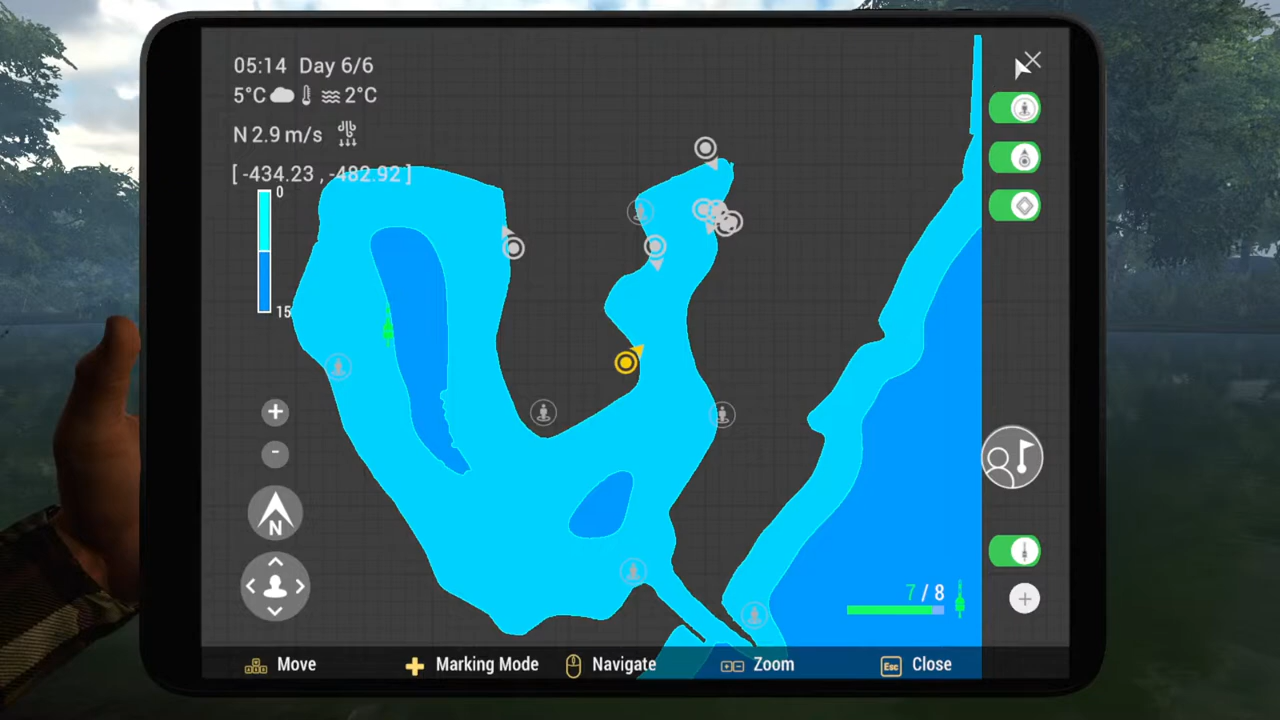 05:14 Day 6/6
5°C 2°C
N 2.9 m/s
[ -434.23 , -482.92 ]
0
15
+
-
N
7 / 8
Move
Marking Mode
Navigate
Zoom
Esc Close